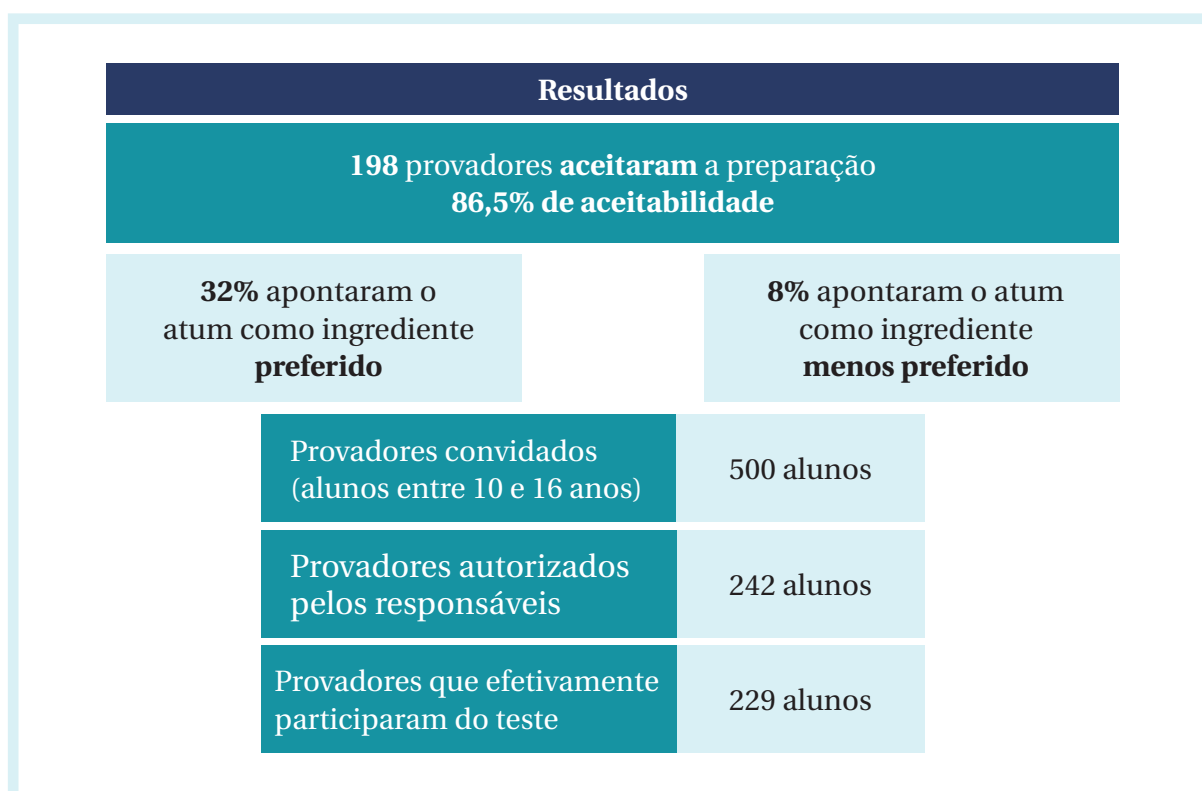 Resultados
198 provadores aceitaram a preparação
86,5% de aceitabilidade
32% apontaram o
atum como ingrediente
preferido
8% apontaram o atum
como ingrediente
menos preferido
Provadores convidados
(alunos entre 10 e 16 anos)
500 alunos
Provadores autorizados
pelos responsáveis
242 alunos
Provadores que efetivamente
participaram do teste
229 alunos